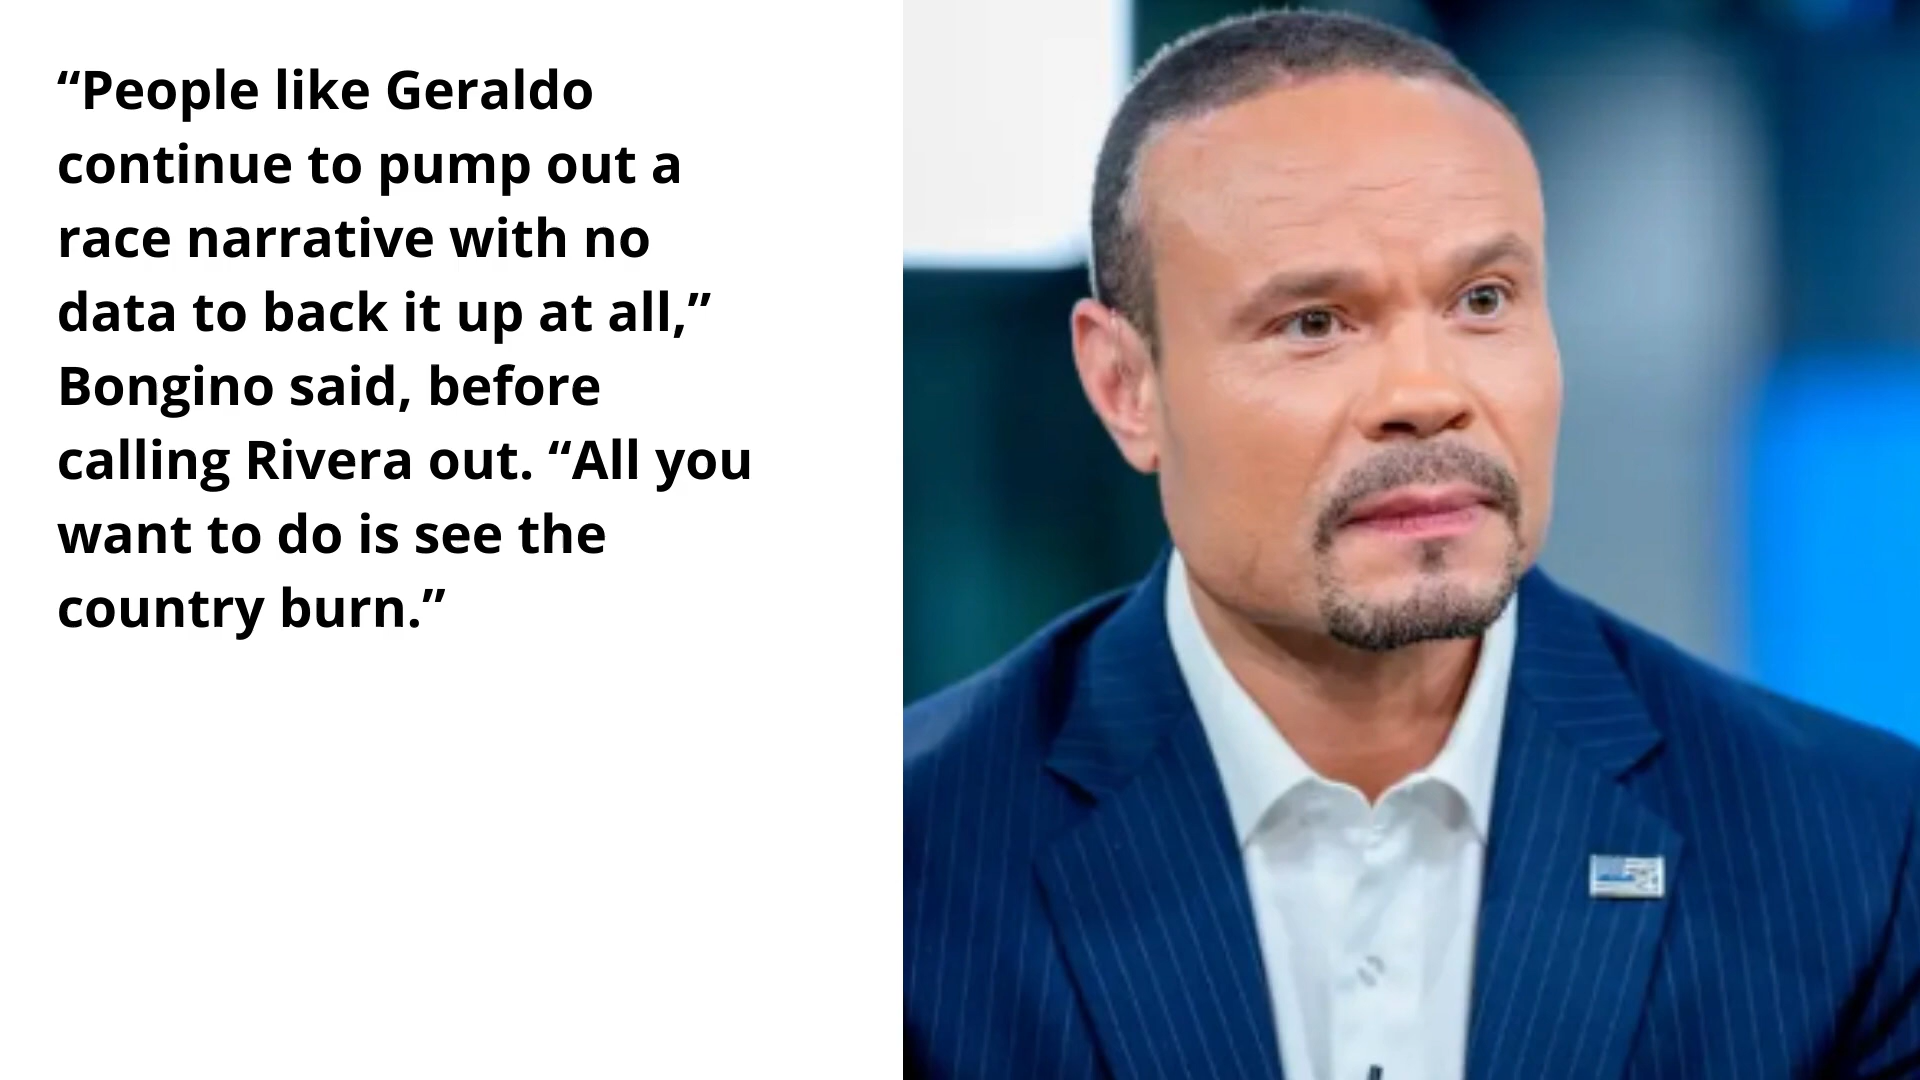 “People like Geraldo
continue to pump out a
race narrative with no
data to back it up at all,”
Bongino said, before
calling Rivera out. “All you
want to do is see the
country burn.”